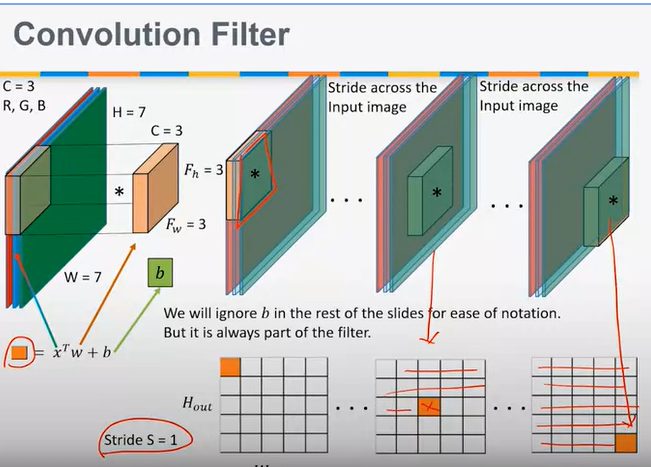 Convolution Filter
C = 3
R, G, B
H = 7
C = 3
*
F_h = 3
F_w = 3
W = 7
b
= x^T w + b
*
Stride across the
Input image
. . .
*
Stride across the
Input image
. . .
*
We will ignore b in the rest of the slides for ease of notation.
But it is always part of the filter.
H_out
. . .
. . .
Stride S = 1